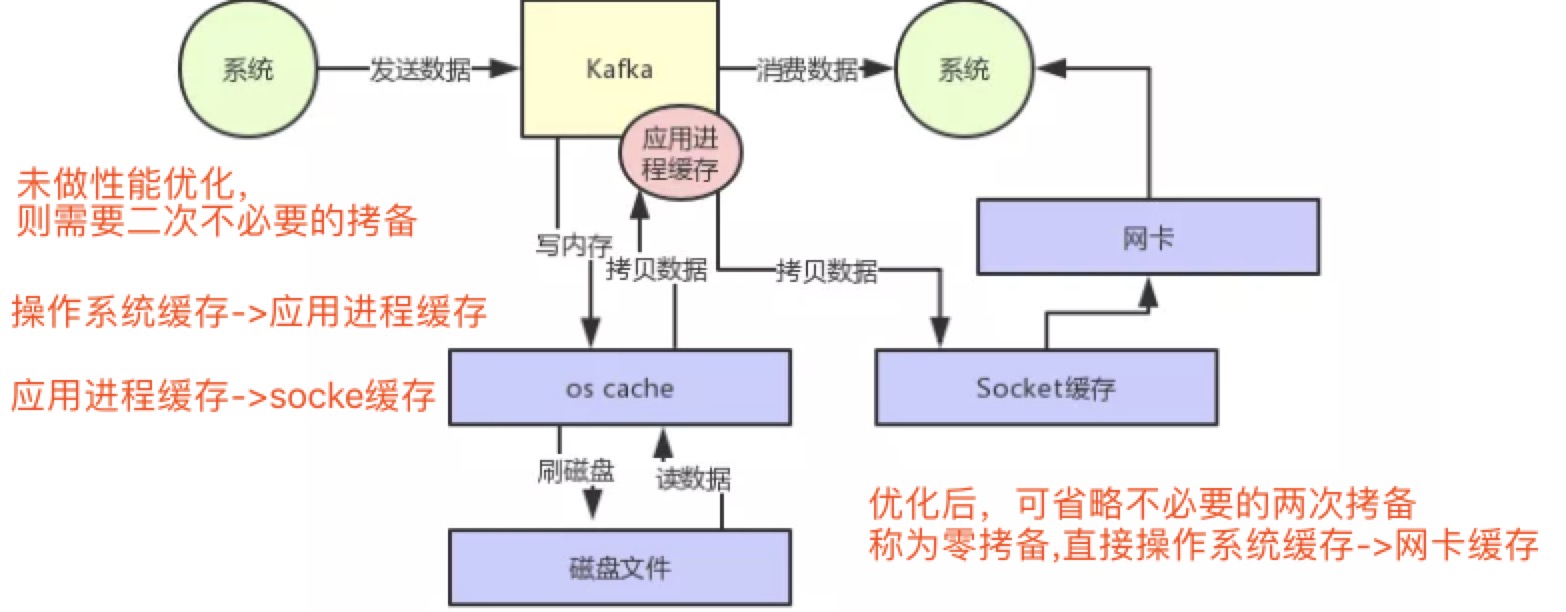 系统
发送数据
Kafka
消费数据
系统
应用进
程缓存
未做性能优化，
则需要二次不必要的拷备
写内存
拷贝数据
拷贝数据
网卡
操作系统缓存->应用进程缓存
应用进程缓存->socke缓存
os cache
Socket缓存
刷磁盘
读数据
优化后，可省略不必要的两次拷备
称为零拷备,直接操作系统缓存->网卡缓存
磁盘文件